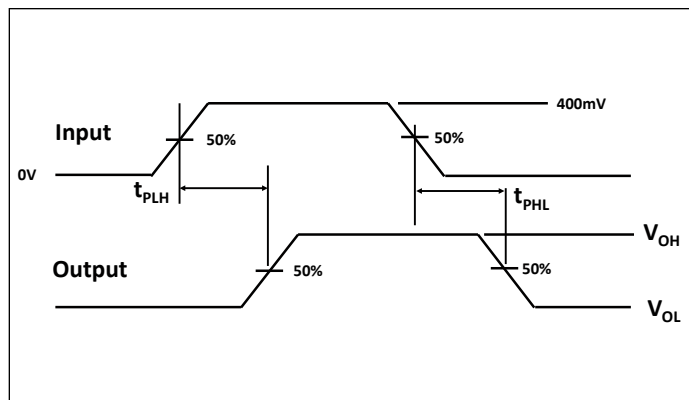 400mV
Input
50%
50%
0V
tPLH
tPHL
VOH
Output
50%
50%
VOL